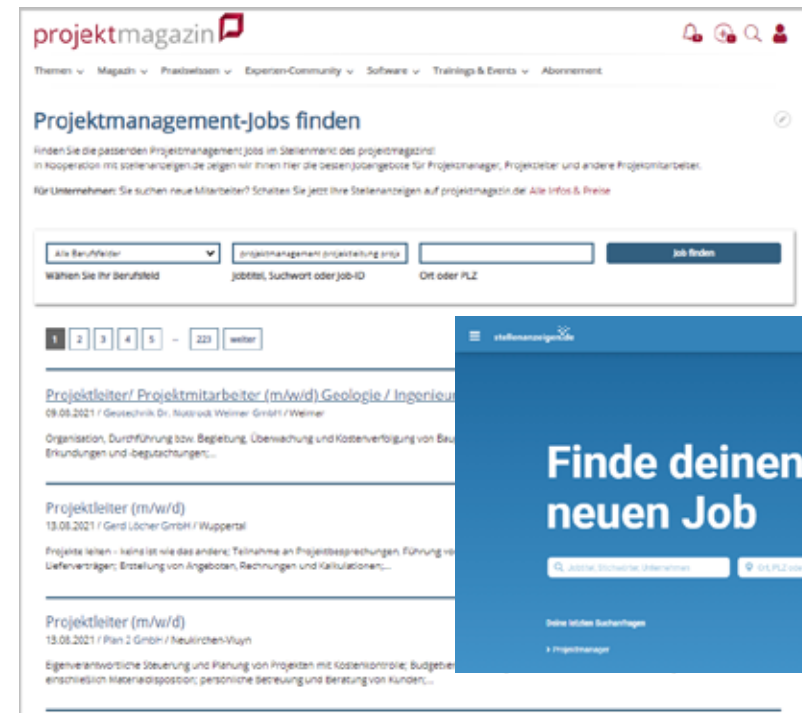 projektmagazin
Themen Magazin Praxiswissen Experten-Community Software Trainings & Events Abonnement
Projektmanagement-Jobs finden
Finden Sie die passenden Projektmanagement Jobs im Stellenmarkt des projektmagazins!
In Kooperation mit stellenanzeigen.de zeigen wir Ihnen hier die besten Jobangebote für Projektmanager, Projektleiter und andere Projektmitarbeiter.
Für Unternehmen: Sie suchen neue Mitarbeiter? Schalten Sie jetzt Ihre Stellenanzeigen auf projektmagazin.de! Alle Infos & Preise
Alle Berufsfelder projektmanagement projektleitung proje Job finden
Wählen Sie Ihr Berufsfeld Jobtitel, Suchwort oder Job-ID Ort oder PLZ
1 2 3 4 5 – 223 weiter
stellenanzeigen.de
Projektleiter/ Projektmitarbeiter (m/w/d) Geologie / Ingenieur
09.08.2021 / Geotechnik Dr. Nottrodt Weimar GmbH / Weimar
Organisation, Durchführung bzw. Begleitung, Überwachung und Kostenverfolgung von Bau
Erkundungen und -begutachtungen;...
Finde deinen
neuen Job
Projektleiter (m/w/d)
13.08.2021 / Gerd Löcher GmbH / Wuppertal
Projekte leiten – keins ist wie das andere; Teilnahme an Projektbesprechungen, Führung vo
Lieferverträgen; Erstellung von Angeboten, Rechnungen und Kalkulationen;...
Jobtitel, Stichworte, Unternehmen Ort, PLZ ode
Projektleiter (m/w/d)
13.08.2021 / Plan 2 GmbH / Neukirchen-Vluyn
Eigenverantwortliche Steuerung und Planung von Projekten mit Kostenkontrolle; Budgetve
einschließlich Materialdisposition; persönliche Betreuung und Beratung von Kunden;...
Deine letzten Suchanfragen
Projektmanager